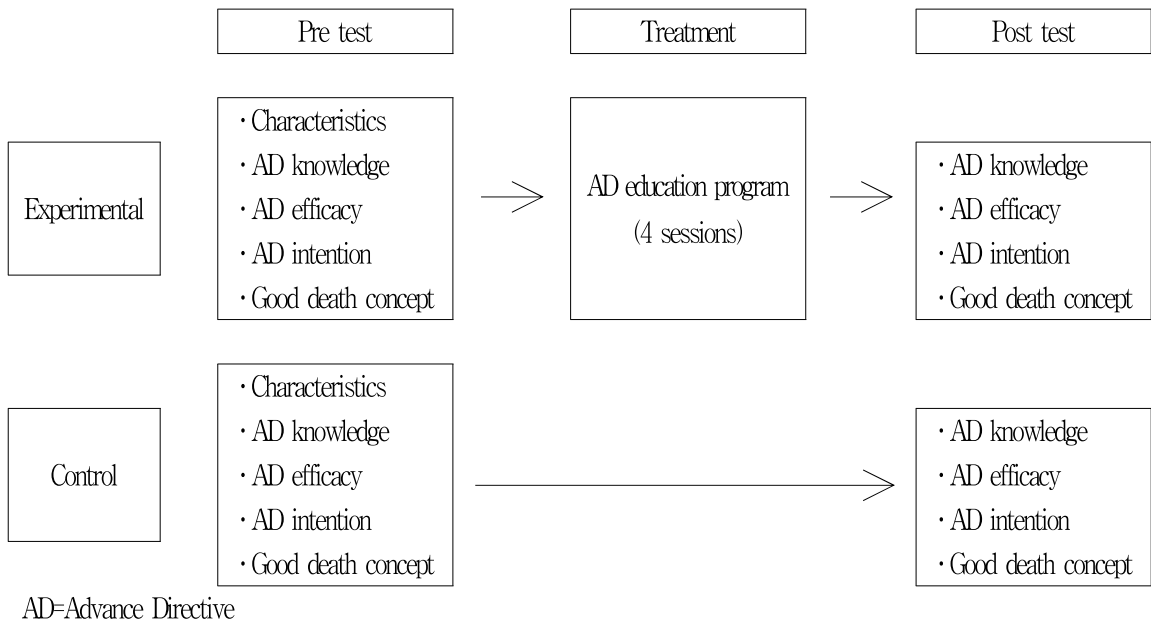 Pre test
Treatment
Post test
Experimental
· Characteristics
· AD knowledge
· AD efficacy
· AD intention
· Good death concept
AD education program
(4 sessions)
· AD knowledge
· AD efficacy
· AD intention
· Good death concept
Control
· Characteristics
· AD knowledge
· AD efficacy
· AD intention
· Good death concept
· AD knowledge
· AD efficacy
· AD intention
· Good death concept
AD=Advance Directive